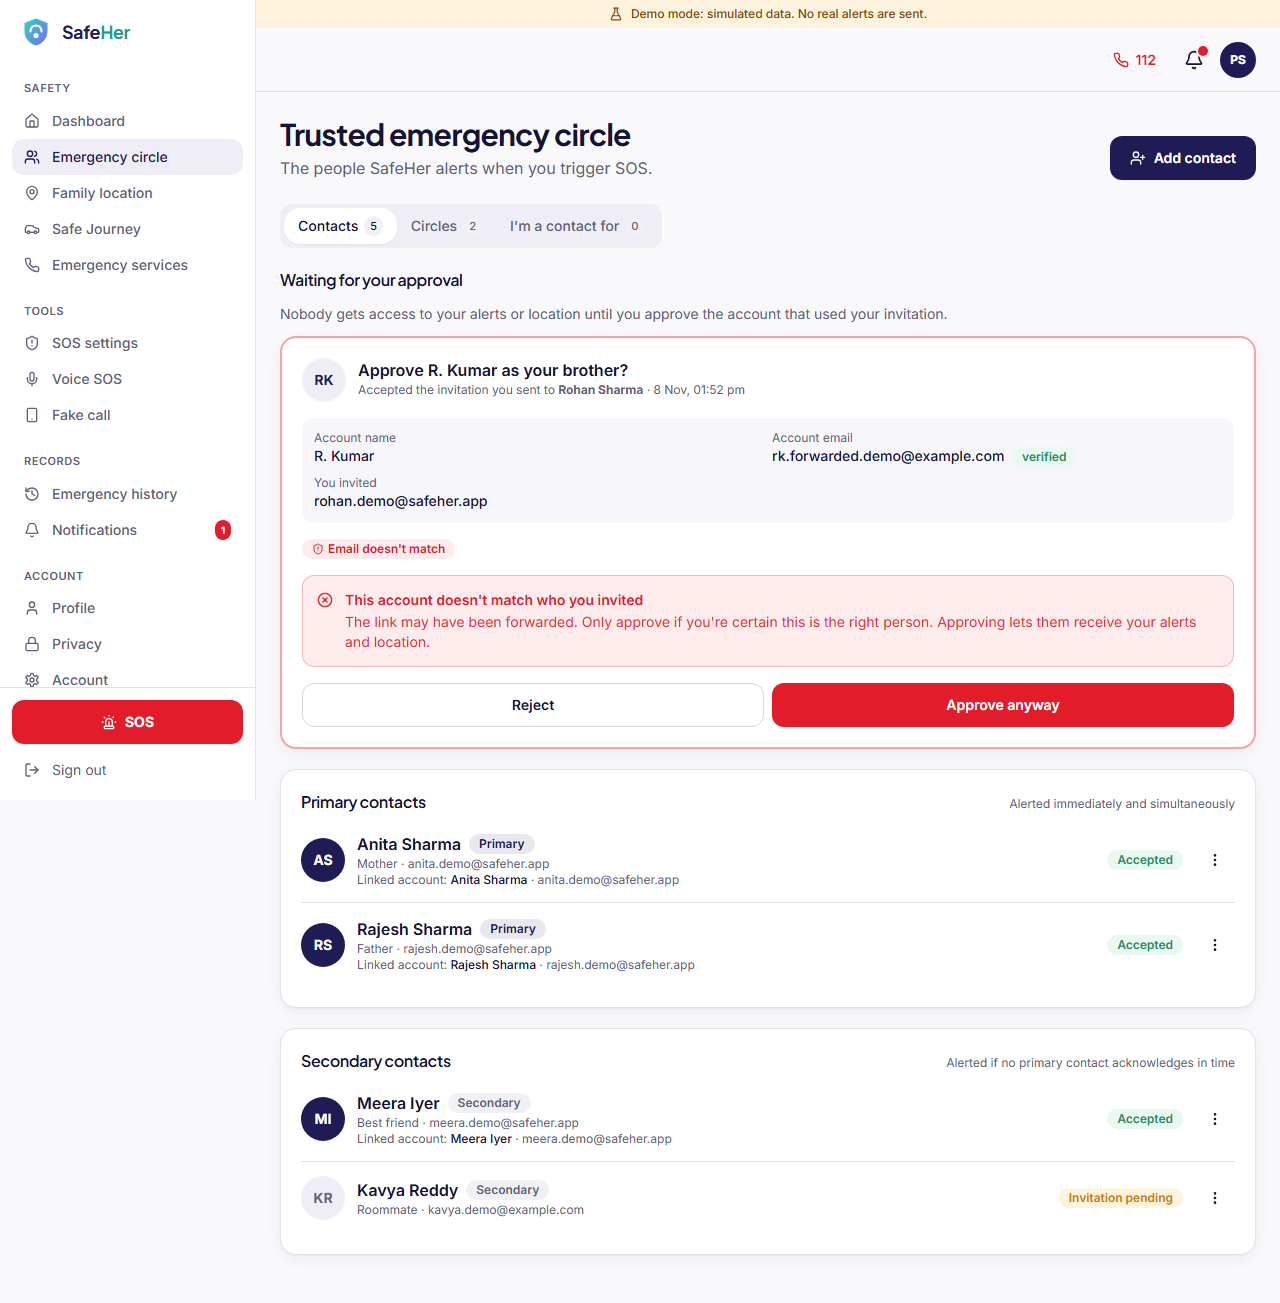 Demo mode: simulated data. No real alerts are sent.
SafeHer
112
PS
SAFETY
Dashboard
Emergency circle
Family location
Safe Journey
Emergency services
TOOLS
SOS settings
Voice SOS
Fake call
RECORDS
Emergency history
Notifications 1
ACCOUNT
Profile
Privacy
Account
SOS
Sign out
Trusted emergency circle
The people SafeHer alerts when you trigger SOS.
Add contact
Contacts 5 Circles 2 I'm a contact for 0
Waiting for your approval
Nobody gets access to your alerts or location until you approve the account that used your invitation.
RK
Approve R. Kumar as your brother?
Accepted the invitation you sent to Rohan Sharma · 8 Nov, 01:52 pm
Account name
R. Kumar
Account email
rk.forwarded.demo@example.com verified
You invited
rohan.demo@safeher.app
Email doesn't match
This account doesn't match who you invited
The link may have been forwarded. Only approve if you're certain this is the right person. Approving lets them receive your alerts
and location.
Reject
Approve anyway
Primary contacts
Alerted immediately and simultaneously
AS
Anita Sharma Primary
Mother · anita.demo@safeher.app
Linked account: Anita Sharma · anita.demo@safeher.app
Accepted
RS
Rajesh Sharma Primary
Father · rajesh.demo@safeher.app
Linked account: Rajesh Sharma · rajesh.demo@safeher.app
Accepted
Secondary contacts
Alerted if no primary contact acknowledges in time
MI
Meera Iyer Secondary
Best friend · meera.demo@safeher.app
Linked account: Meera Iyer · meera.demo@safeher.app
Accepted
KR
Kavya Reddy Secondary
Roommate · kavya.demo@example.com
Invitation pending